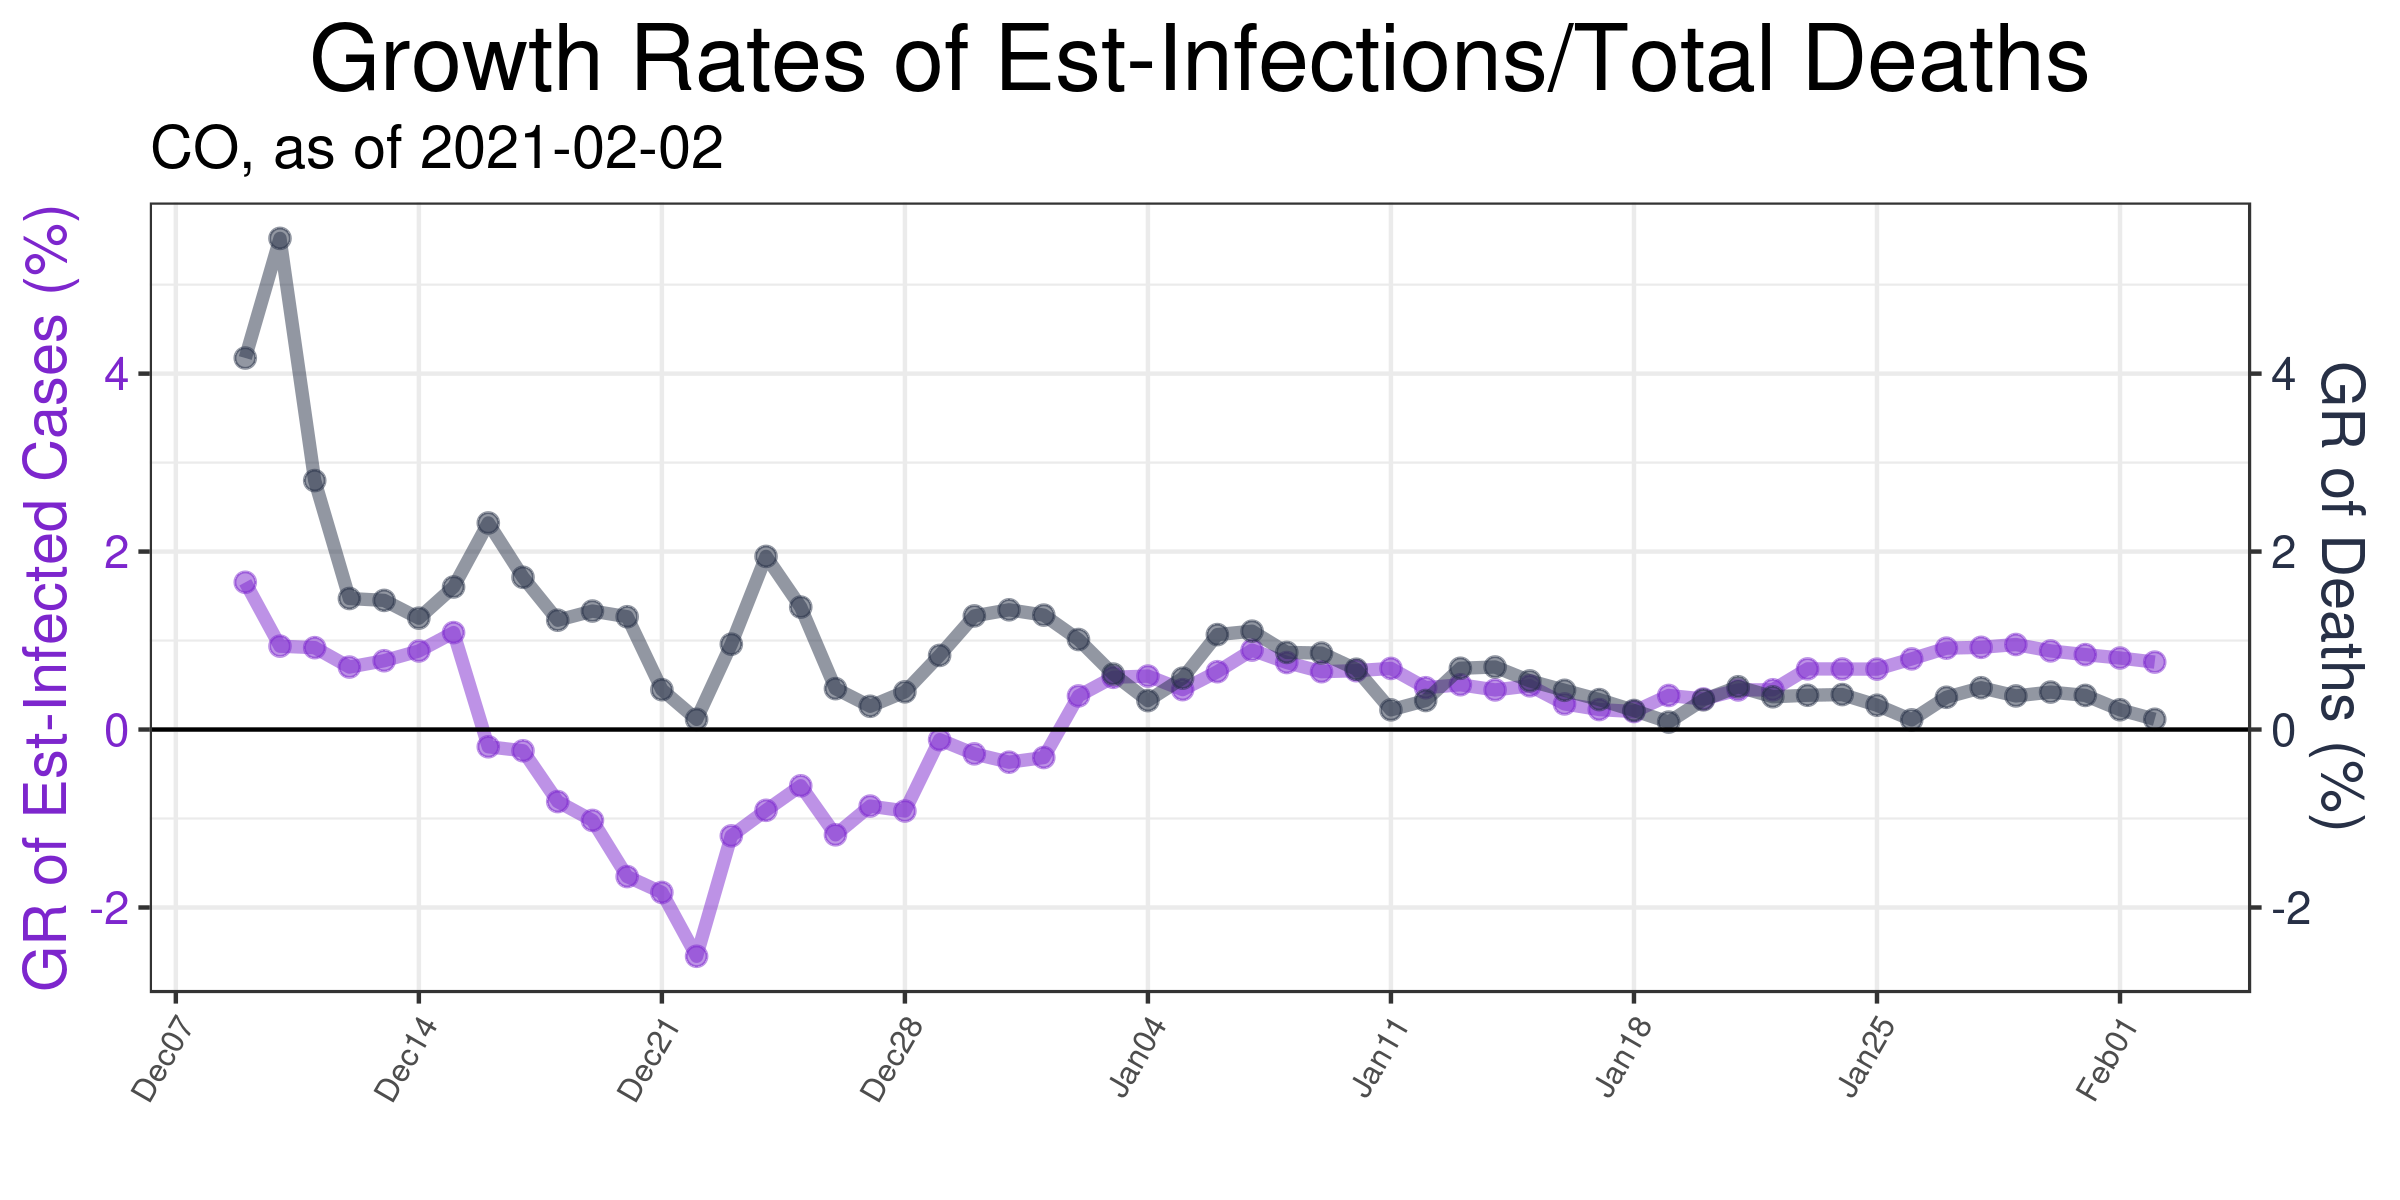 Growth Rates of Est-Infections/Total Deaths
CO, as of 2021-02-02
GR of Est-Infected Cases (%)
4
2
0
-2
4
2
0
-2
GR of Deaths (%)
Dec07
Dec14
Dec21
Dec28
Jan04
Jan11
Jan18
Jan25
Feb01